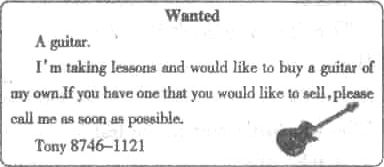 Wanted
A guitar.
I'm taking lessons and would like to buy a guitar of
my own.If you have one that you would like to sell,please
call me as soon as possible.
Tony 8746–1121